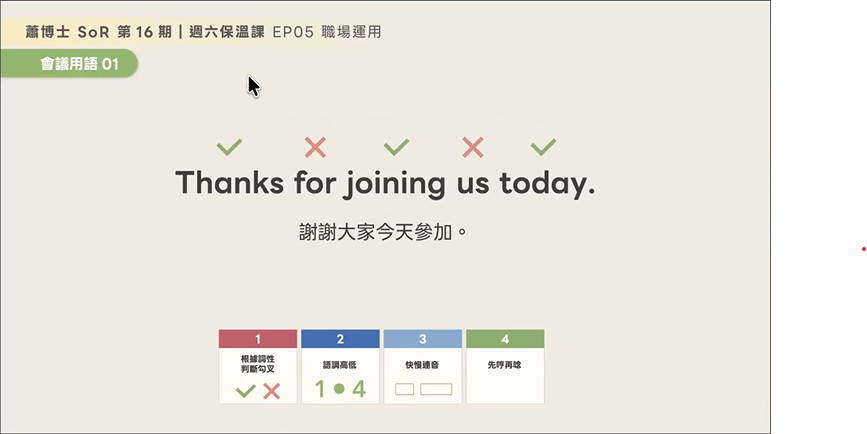 蕭博士 SoR 第 16 期 | 週六保溫課 EP05 職場運用
會議用語 01
Thanks for joining us today.
謝謝大家今天參加。
1
根據詞性
判斷勾叉
2
語調高低
1 ● 4
3
快慢連音
4
先哼再唸